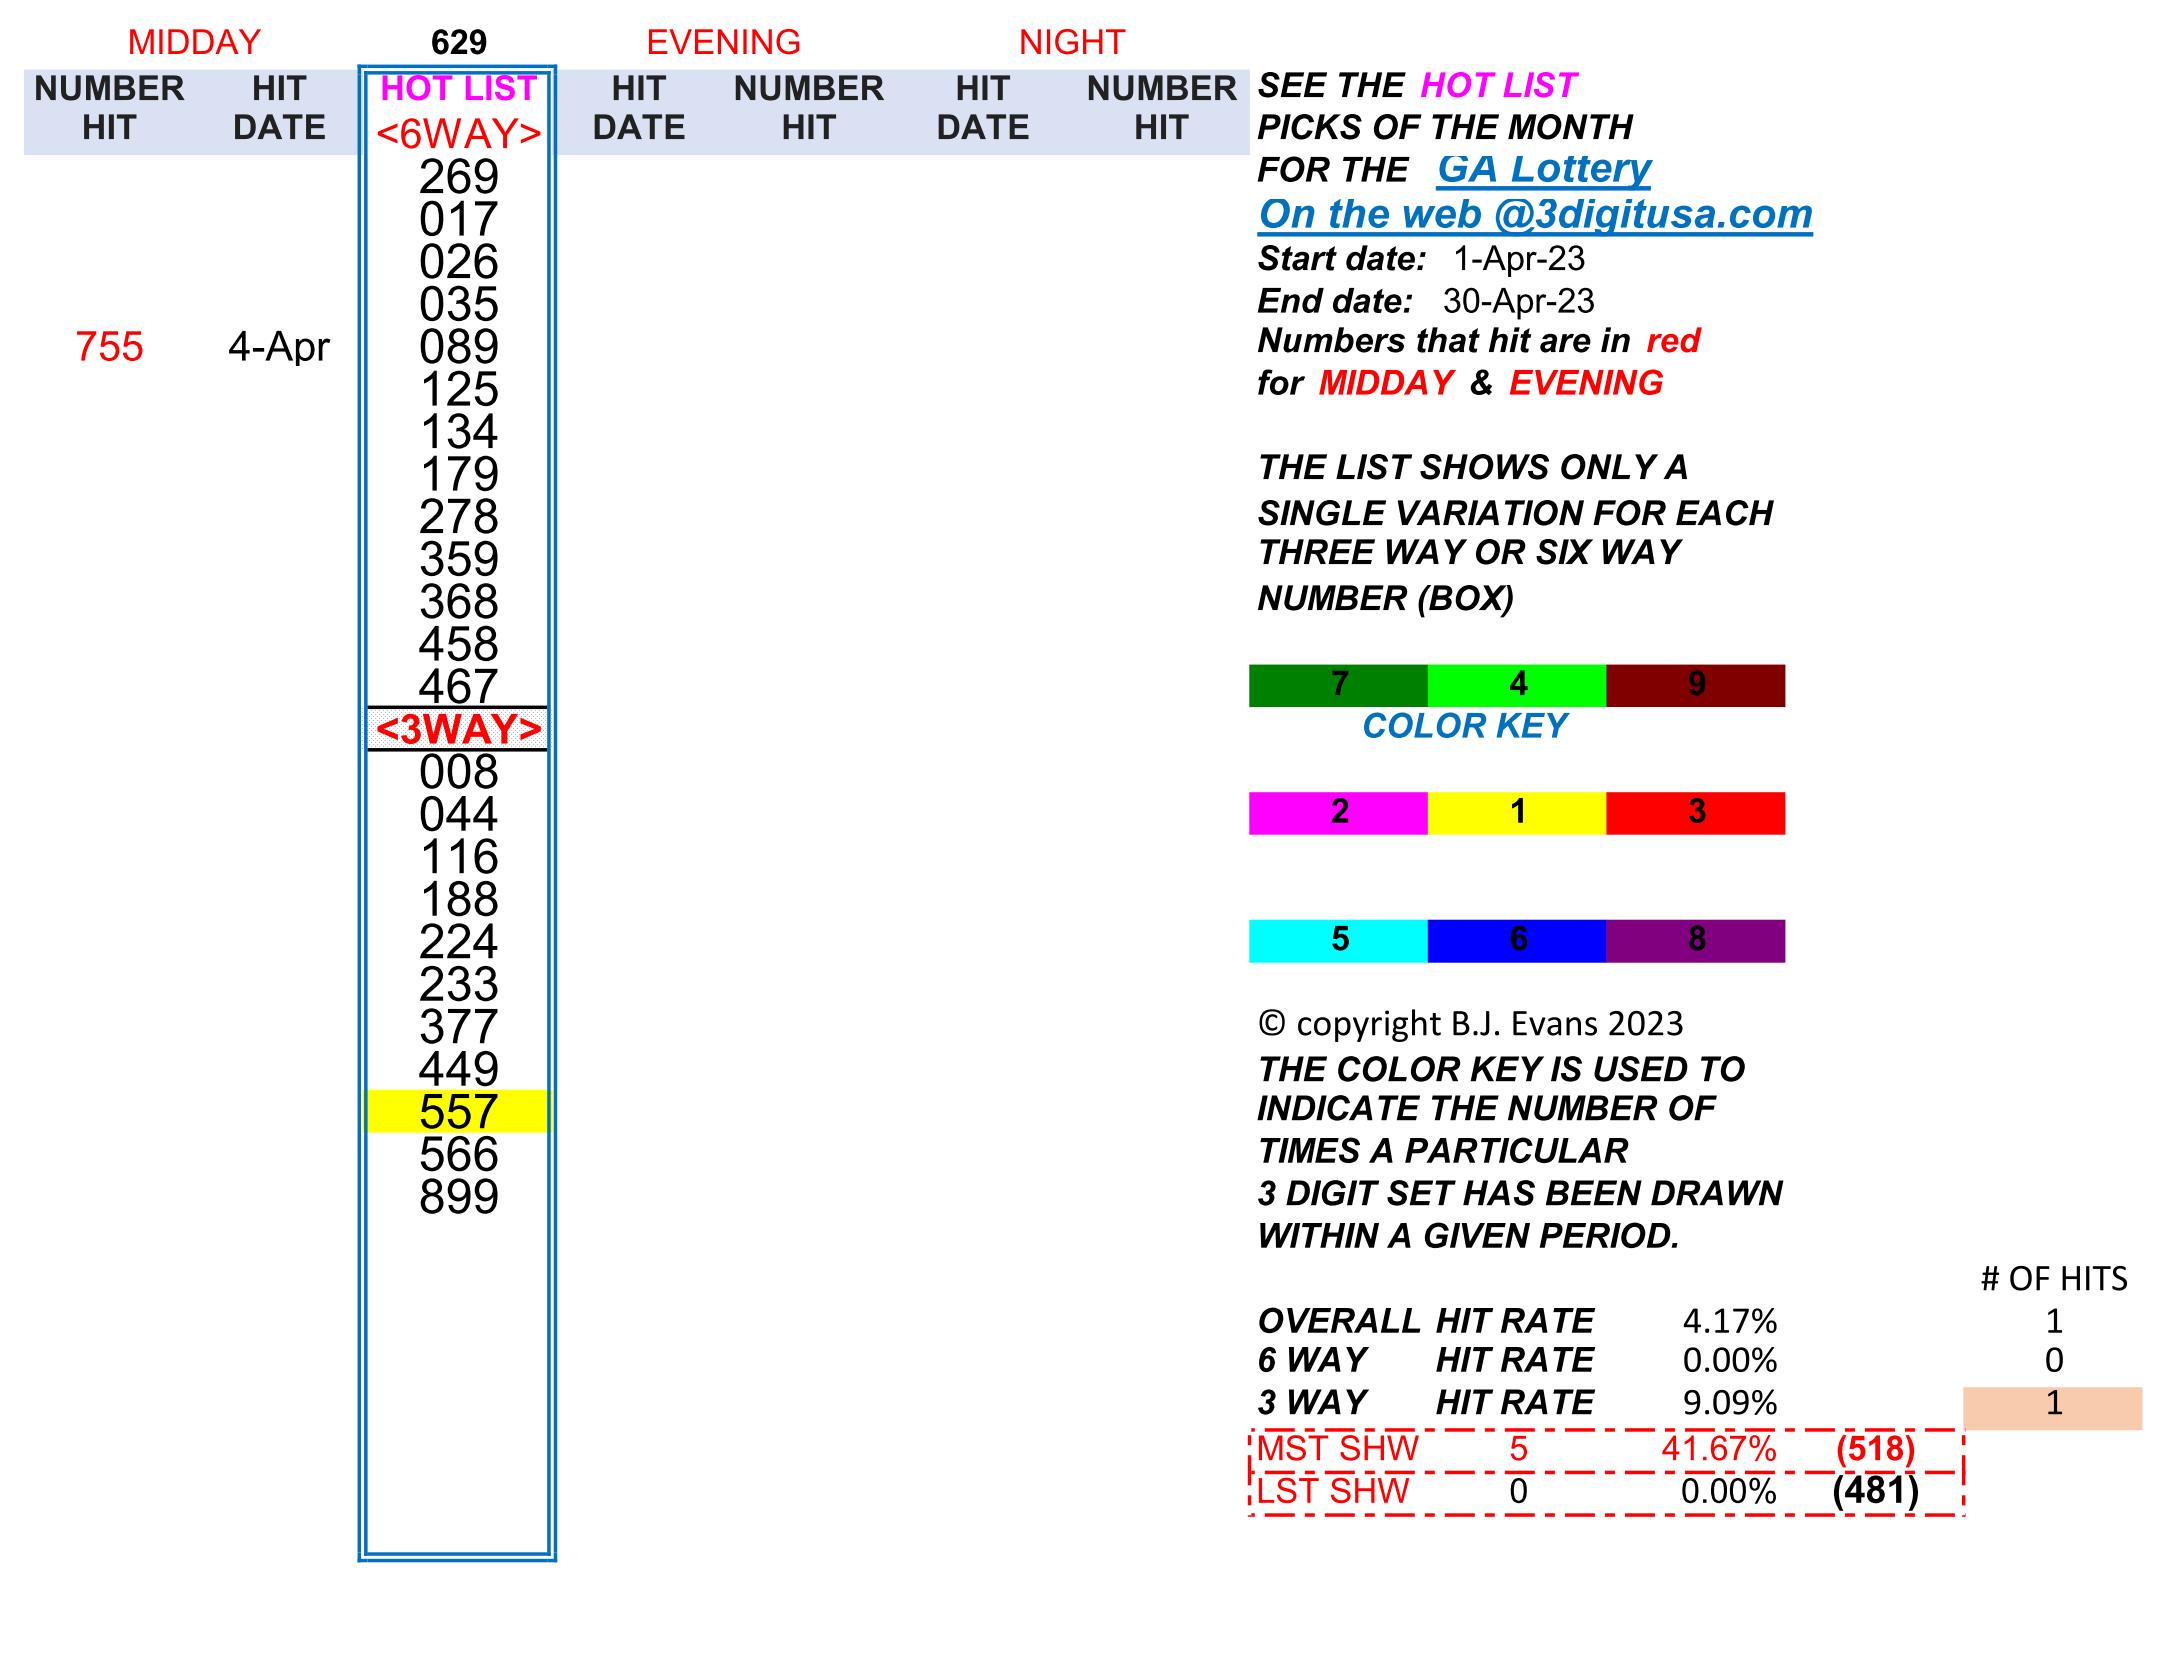 MIDDAY 629 EVENING NIGHT
NUMBER HIT HOT LIST HIT NUMBER HIT NUMBER
HIT DATE <6WAY> DATE HIT DATE HIT
269
017
026
035
755 4-Apr 089
125
134
179
278
359
368
458
467
<3WAY>
008
044
116
188
224
233
377
449
557
566
899
SEE THE HOT LIST
PICKS OF THE MONTH
FOR THE GA Lottery
On the web @3digitusa.com
Start date: 1-Apr-23
End date: 30-Apr-23
Numbers that hit are in red
for MIDDAY & EVENING
THE LIST SHOWS ONLY A
SINGLE VARIATION FOR EACH
THREE WAY OR SIX WAY
NUMBER (BOX)
7 4 9
COLOR KEY
2 1 3
5 6 8
© copyright B.J. Evans 2023
THE COLOR KEY IS USED TO
INDICATE THE NUMBER OF
TIMES A PARTICULAR
3 DIGIT SET HAS BEEN DRAWN
WITHIN A GIVEN PERIOD.
# OF HITS
OVERALL HIT RATE 4.17% 1
6 WAY HIT RATE 0.00% 0
3 WAY HIT RATE 9.09% 1
MST SHW 5 41.67% (518)
LST SHW 0 0.00% (481)